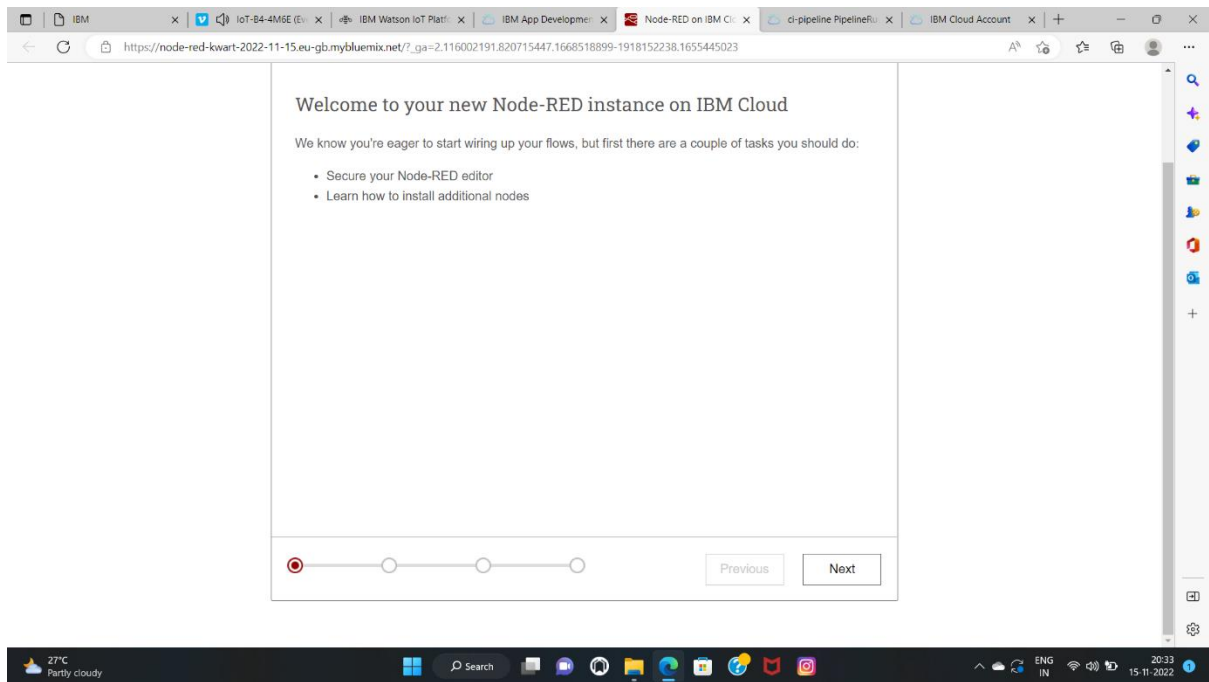 IBM
IoT-B4-4M6E (Ev
IBM Watson IoT Platfo
IBM App Developmen
Node-RED on IBM Clo
ci-pipeline PipelineRu
IBM Cloud Account
https://node-red-kwart-2022-11-15.eu-gb.mybluemix.net/?_ga=2.116002191.820715447.1668518899-1918152238.1655445023
Welcome to your new Node-RED instance on IBM Cloud
We know you're eager to start wiring up your flows, but first there are a couple of tasks you should do:
• Secure your Node-RED editor
• Learn how to install additional nodes
Previous
Next
27°C
Partly cloudy
Search
ENG
IN
20:33
15-11-2022
1